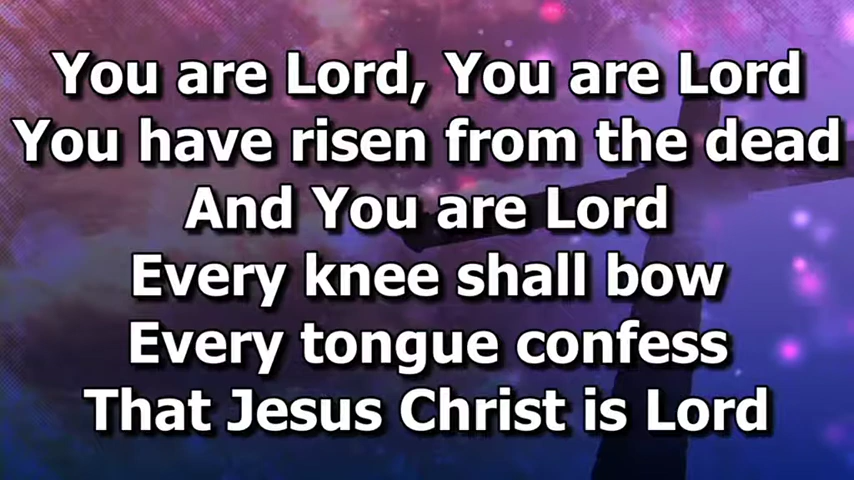 You are Lord, You are Lord
You have risen from the dead
And You are Lord
Every knee shall bow
Every tongue confess
That Jesus Christ is Lord